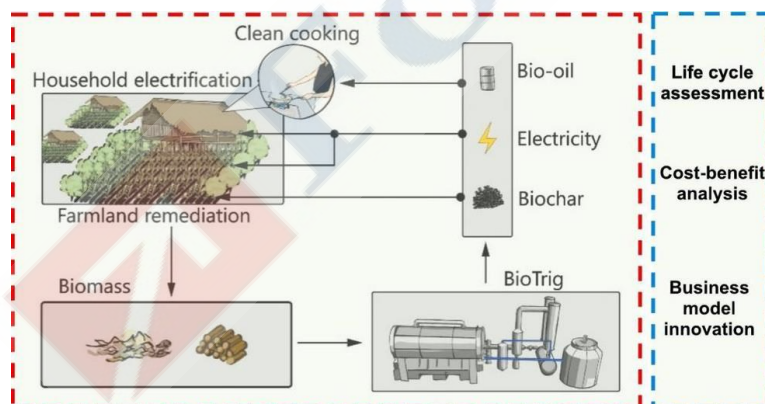 Clean cooking
Household electrification
Bio-oil
Life cycle
assessment
Electricity
Cost-benefit
analysis
Biochar
Farmland remediation
Biomass
BioTrig
Business
model
innovation